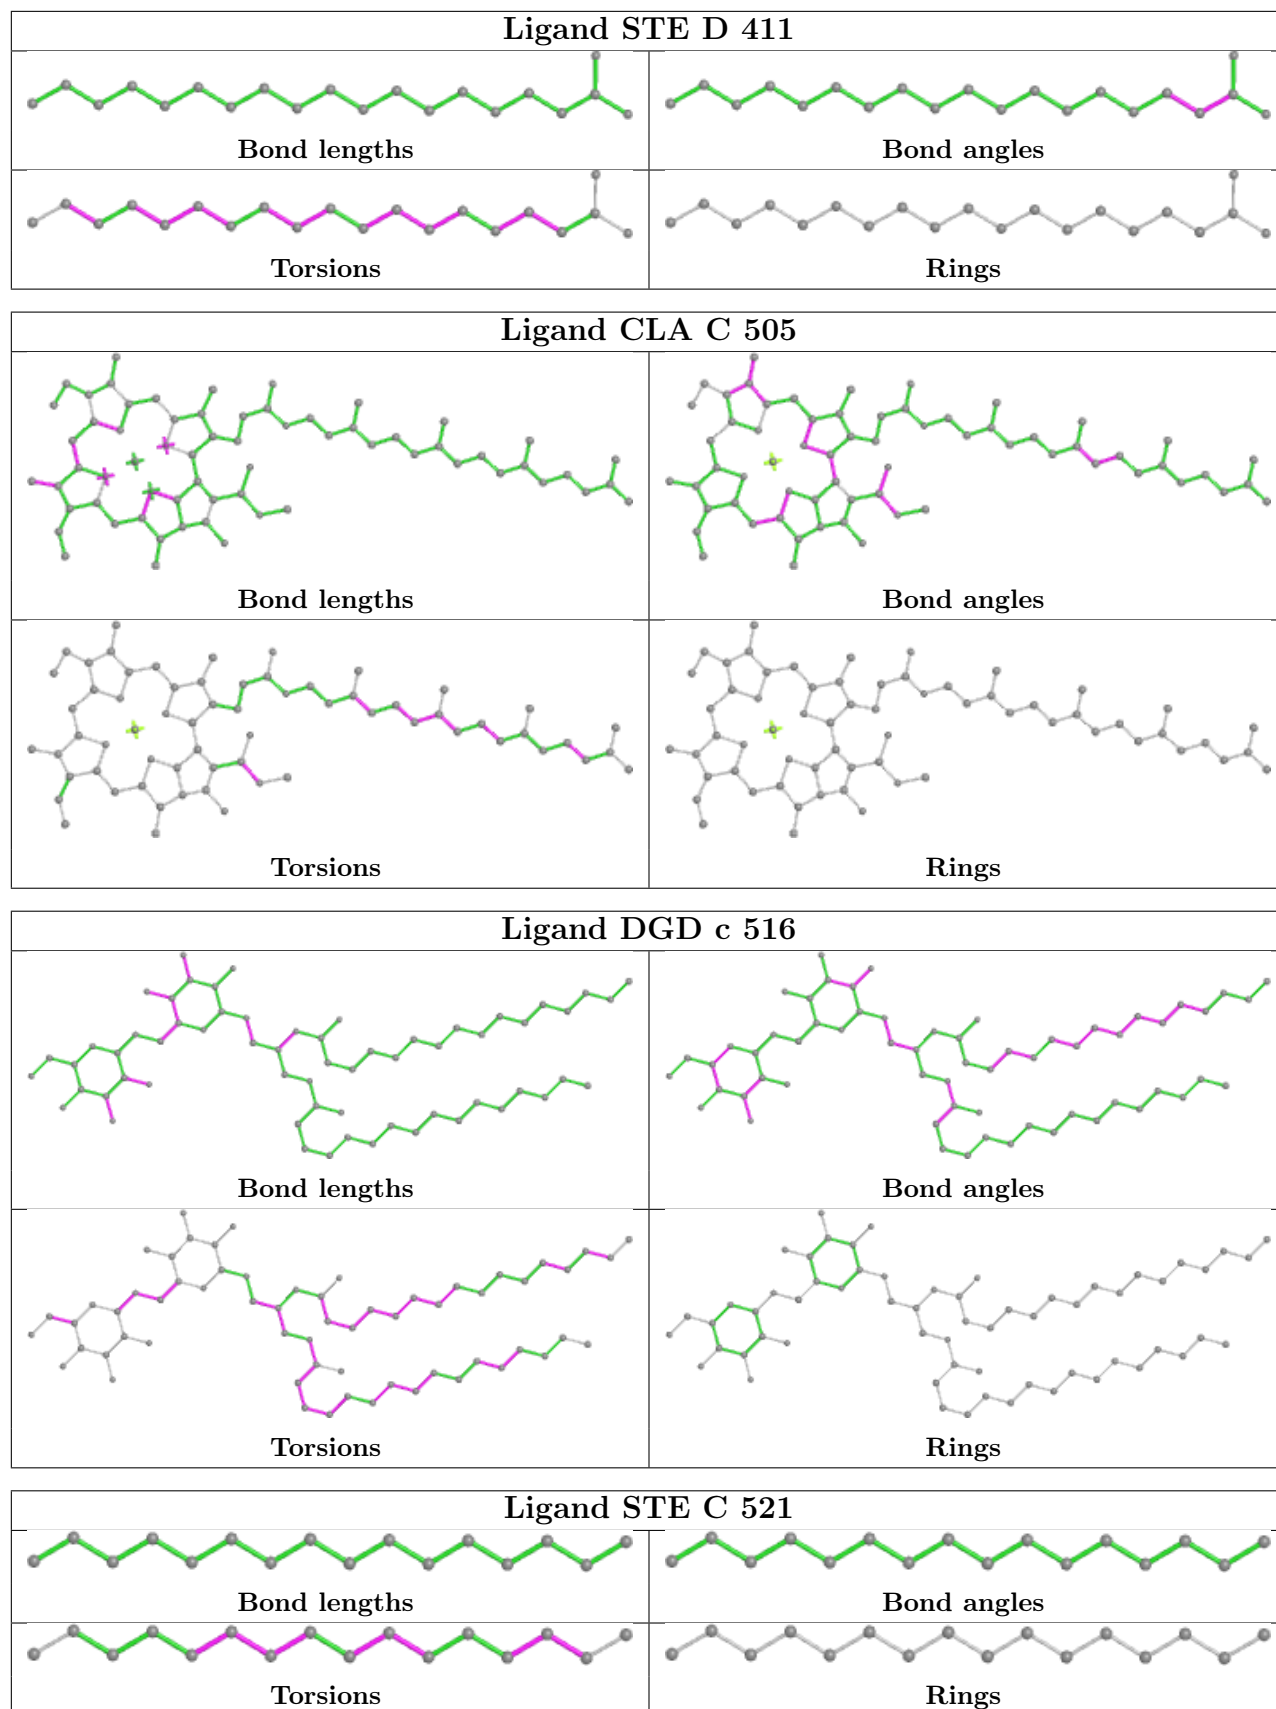 Ligand STE D 411
Bond lengths
Bond angles
Torsions
Rings
Ligand CLA C 505
Bond lengths
Bond angles
Torsions
Rings
Ligand DGD c 516
Bond lengths
Bond angles
Torsions
Rings
Ligand STE C 521
Bond lengths
Bond angles
Torsions
Rings